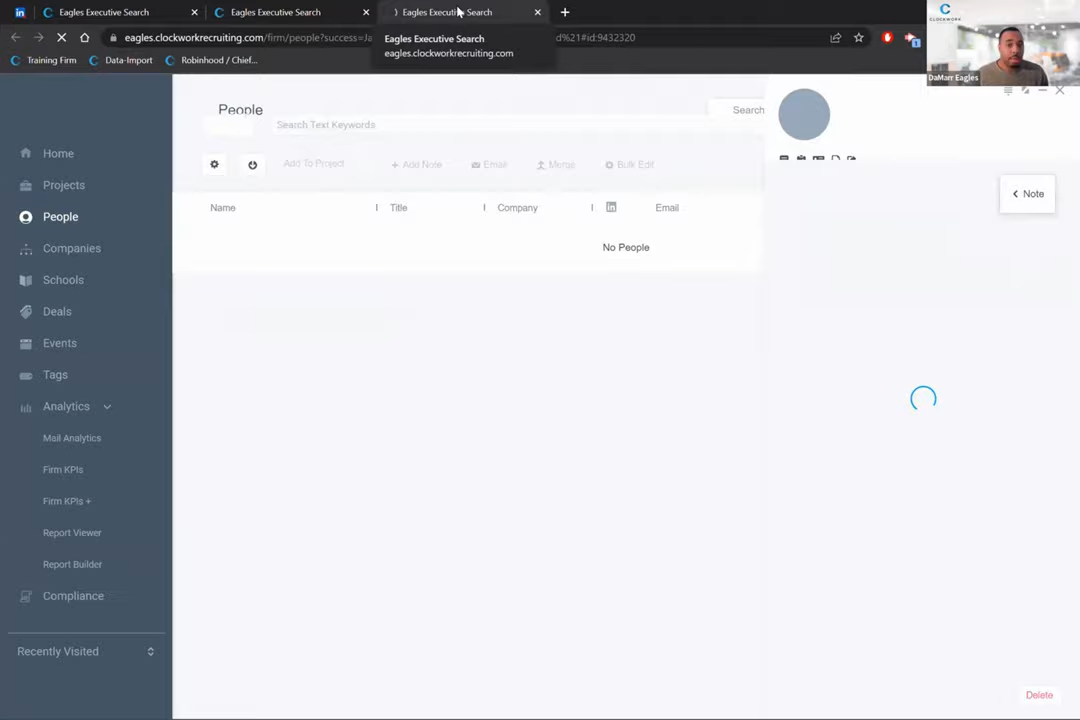 Eagles Executive Search
Eagles Executive Search
Eagles Executive Search
eagles.clockworkrecruiting.com/firm/people?success=Ja
d%21#id:9432320
Eagles Executive Search
eagles.clockworkrecruiting.com
Training Firm
Data-Import
Robinhood / Chief...
CLOCKWORK
DaMarr Eagles
1
Home
Projects
People
Companies
Schools
Deals
Events
Tags
Analytics
Mail Analytics
Firm KPIs
Firm KPIs +
Report Viewer
Report Builder
Compliance
Recently Visited
People
Search
Search Text Keywords
Add To Project
+ Add Note
Email
Merge
Bulk Edit
Name
Title
Company
in
Email
No People
Note
Delete